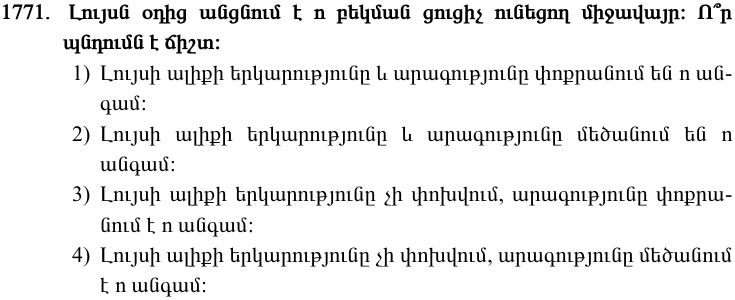 1771. Լույսն օդից անցնում է n բեկման ցուցիչ ունեցող միջավայր: Ո՞ր
պնդումն է ճիշտ:
1) Լույսի ալիքի երկարությունը և արագությունը փոքրանում են n ան-
գամ:
2) Լույսի ալիքի երկարությունը և արագությունը մեծանում են n
անգամ:
3) Լույսի ալիքի երկարությունը չի փոխվում, արագությունը փոքրա-
նում է n անգամ:
4) Լույսի ալիքի երկարությունը չի փոխվում, արագությունը մեծանում
է n անգամ: